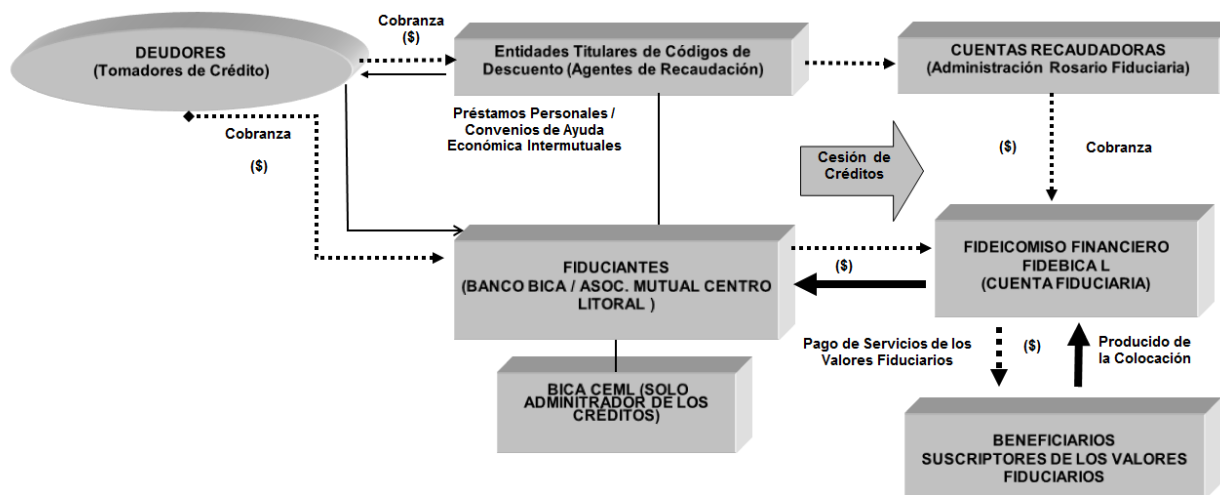 DEUDORES
(Tomadores de Crédito)
Cobranza
($)
Entidades Titulares de Códigos de
Descuento (Agentes de Recaudación)
CUENTAS RECAUDADORAS
(Administración Rosario Fiduciaria)
Cobranza
($)
Préstamos Personales /
Convenios de Ayuda
Económica Intermutuales
Cesión de
Créditos
($)
Cobranza
FIDUCIANTES
(BANCO BICA / ASOC. MUTUAL CENTRO
LITORAL )
($)
FIDEICOMISO FINANCIERO
FIDEBICA L
(CUENTA FIDUCIARIA)
Pago de Servicios de los
Valores Fiduciarios
($)
Producido de
la Colocación
BICA CEML (SOLO
ADMINITRADOR DE LOS
CRÉDITOS)
BENEFICIARIOS
SUSCRIPTORES DE LOS VALORES
FIDUCIARIOS